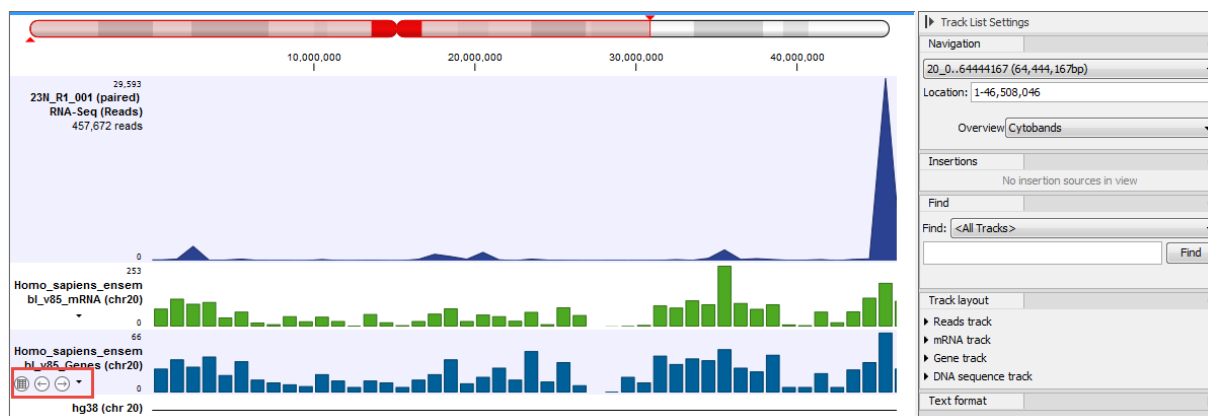 10,000,000 20,000,000 30,000,000 40,000,000
29,593
23N_R1_001 (paired)
RNA-Seq (Reads)
457,672 reads
0
253
Homo_sapiens_ensem
bl_v85_mRNA (chr20)
0
66
Homo_sapiens_ensem
bl_v85_Genes (chr20)
0
hg38 (chr 20)
Track List Settings
Navigation
20_0..64444167 (64,444,167bp)
Location: 1-46,508,046
Overview Cytobands
Insertions
No insertion sources in view
Find
Find: <All Tracks>
Find
Track layout
Reads track
mRNA track
Gene track
DNA sequence track
Text format